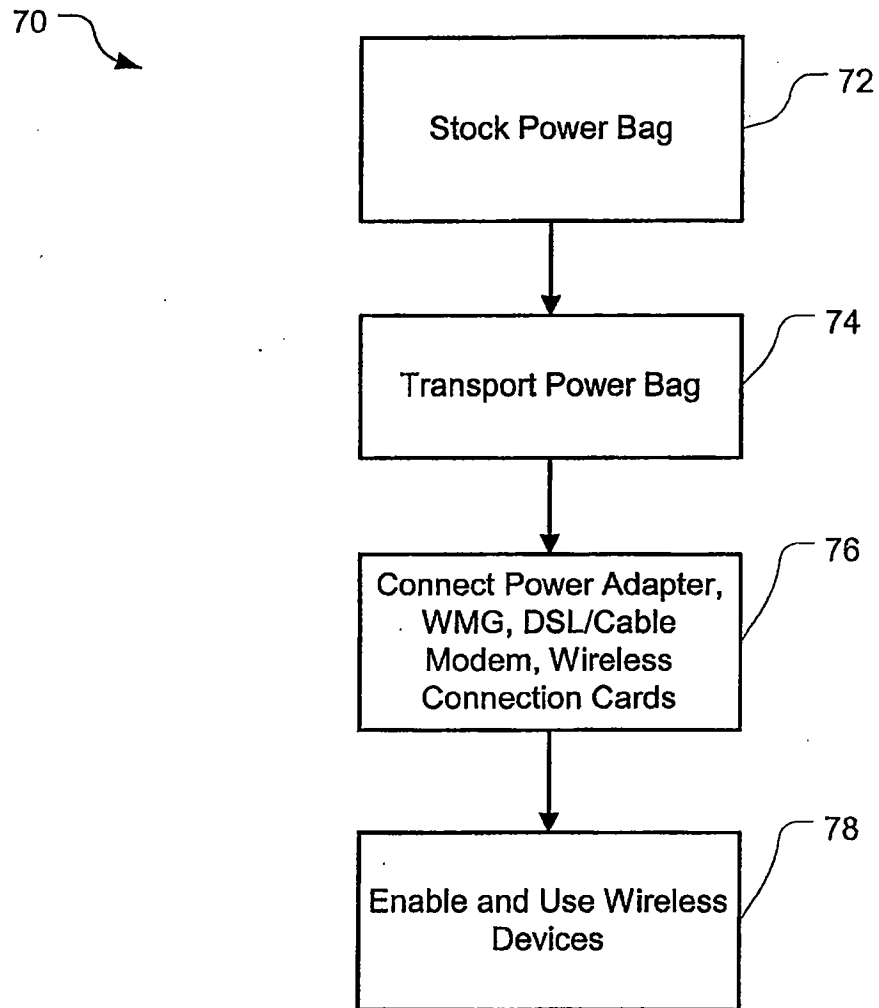 70
72
Stock Power Bag
74
Transport Power Bag
76
Connect Power Adapter,
WMG, DSL/Cable
Modem, Wireless
Connection Cards
78
Enable and Use Wireless
Devices